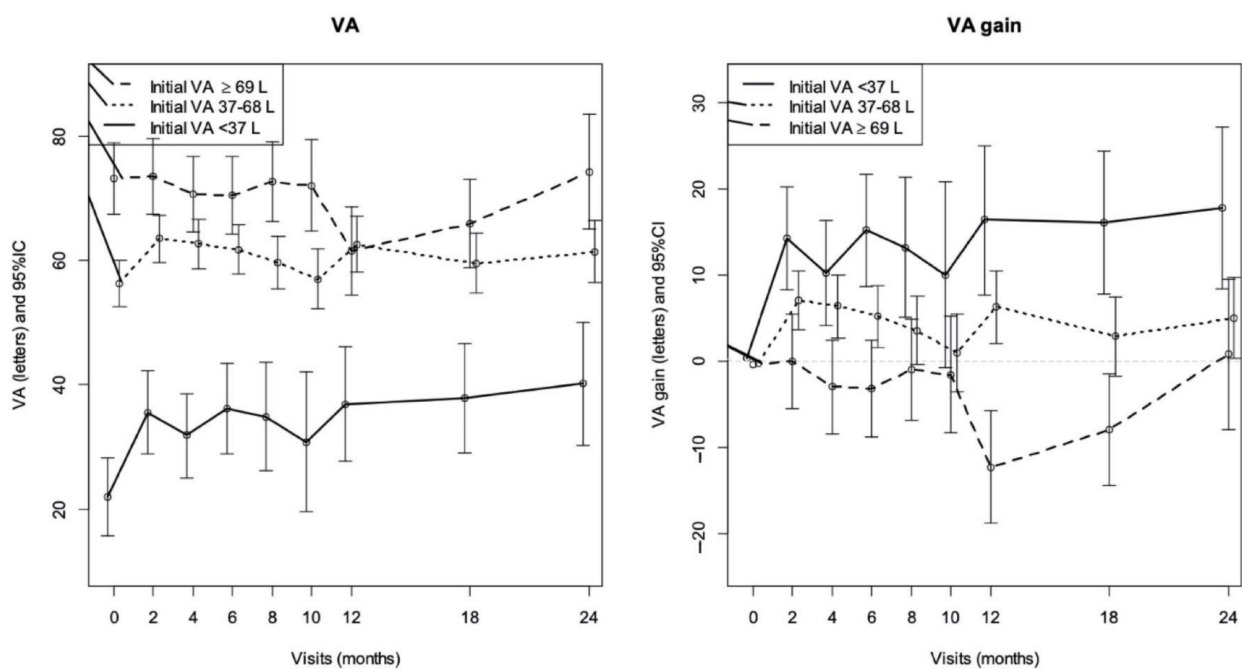 VA
Initial VA ≥ 69 L
Initial VA 37-68 L
Initial VA <37 L
VA (letters) and 95%IC
80
60
40
20
0 2 4 6 8 10 12 18 24
Visits (months)
VA gain
Initial VA <37 L
Initial VA 37-68 L
Initial VA ≥ 69 L
VA gain (letters) and 95%CI
30
20
10
0
−10
−20
0 2 4 6 8 10 12 18 24
Visits (months)